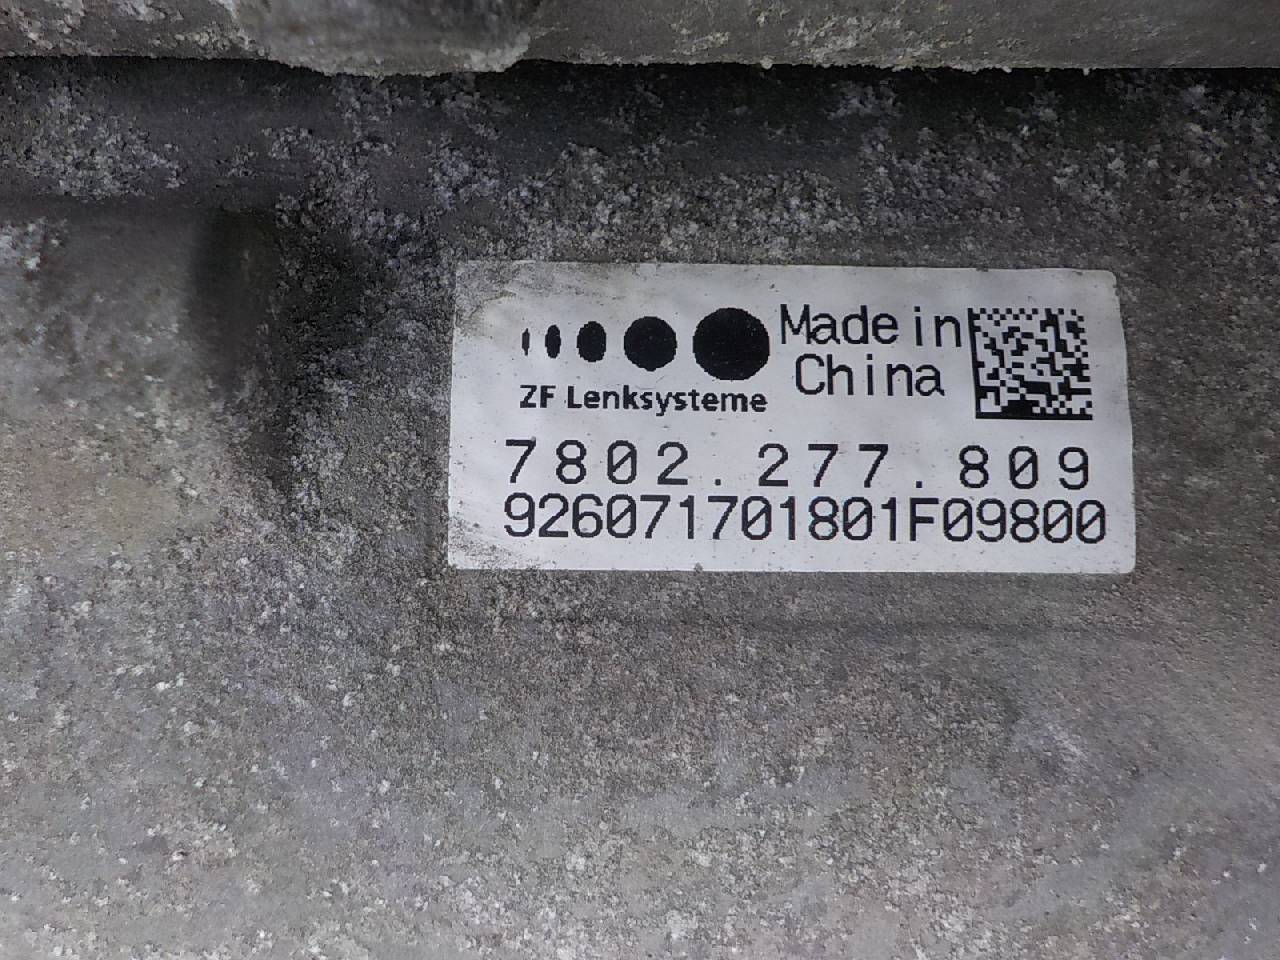 Made in
China
ZF Lenksysteme
7802.277.809
926071701801F09800